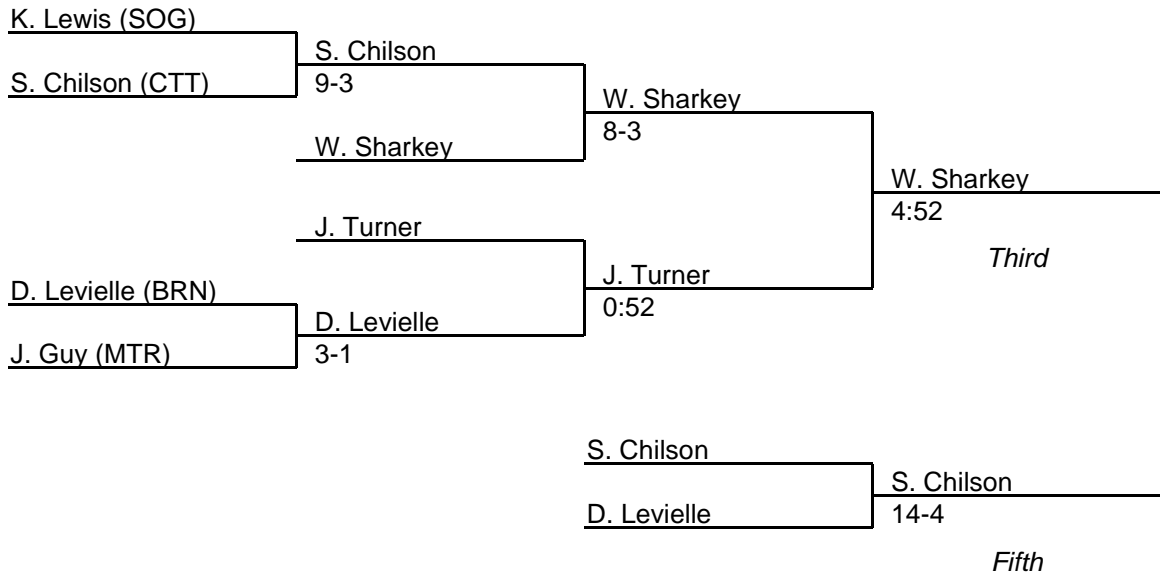 K. Lewis (SOG)
S. Chilson
S. Chilson (CTT)
9-3
W. Sharkey
8-3
W. Sharkey
W. Sharkey
4:52
J. Turner
Third
J. Turner
D. Levielle (BRN)
0:52
D. Levielle
J. Guy (MTR)
3-1
S. Chilson
S. Chilson
D. Levielle
14-4
Fifth